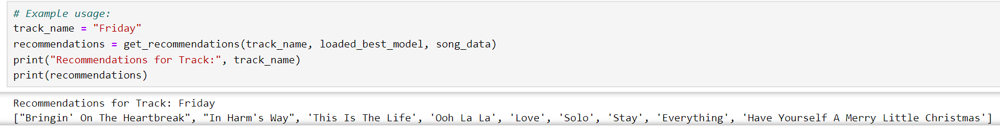 # Example usage:
track_name = "Friday"
recommendations = get_recommendations(track_name, loaded_best_model, song_data)
print("Recommendations for Track:", track_name)
print(recommendations)
Recommendations for Track: Friday
["Bringin' On The Heartbreak", "In Harm's Way", 'This Is The Life', 'Ooh La La', 'Love', 'Solo', 'Stay', 'Everything', 'Have Yourself A Merry Little Christmas']